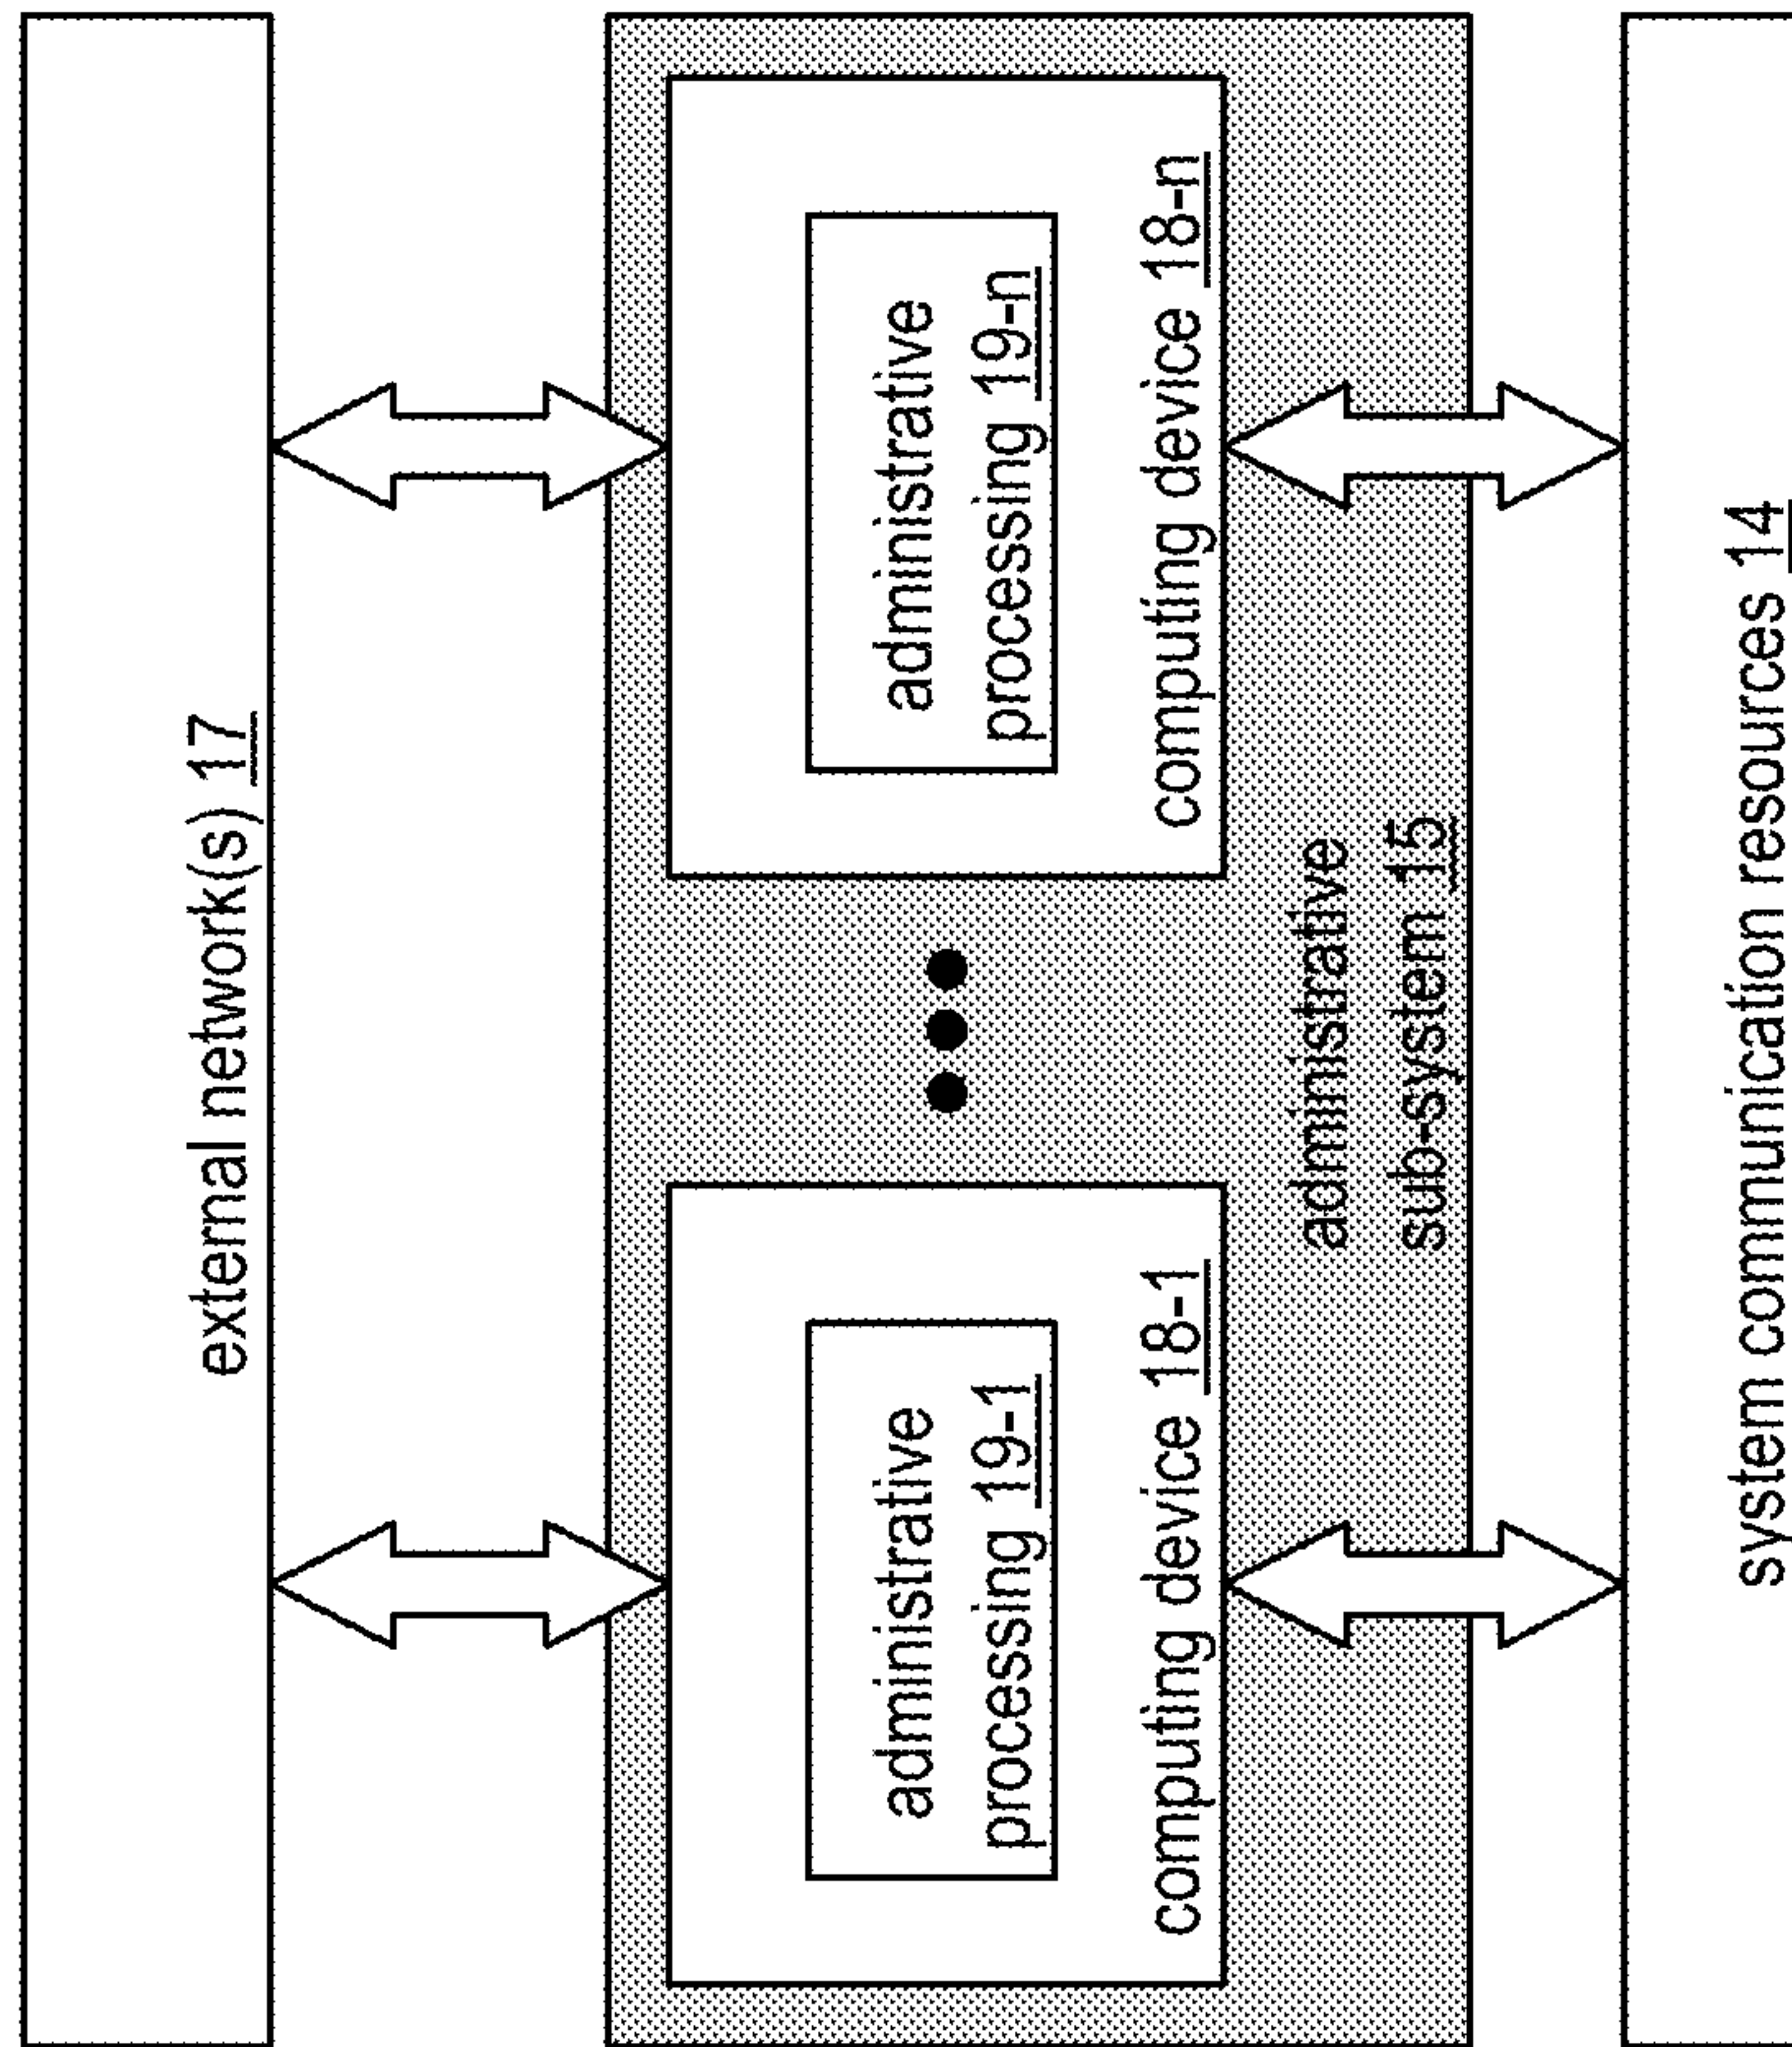 external network(s) 17
administrative
processing 19-1
computing device 18-1
administrative
processing 19-n
computing device 18-n
administrative
sub-system 15
system communication resources 14